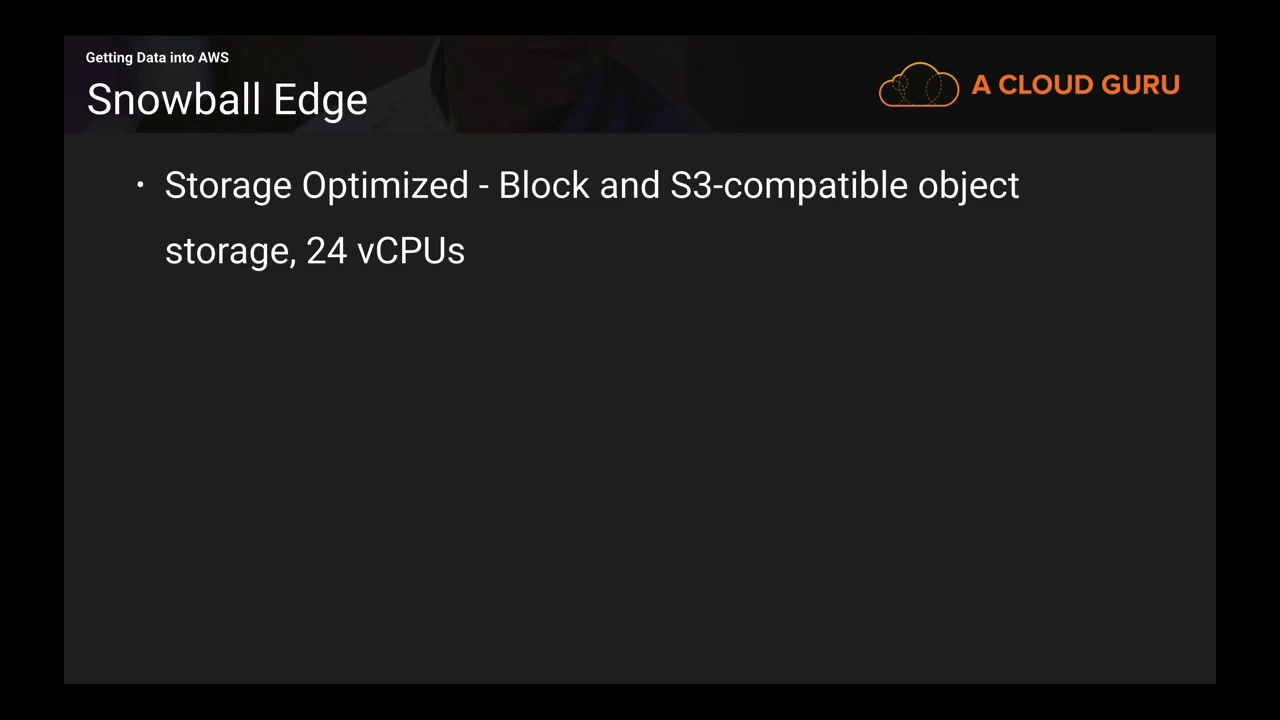 Getting Data into AWS
Snowball Edge
A CLOUD GURU
• Storage Optimized - Block and S3-compatible object
storage, 24 vCPUs